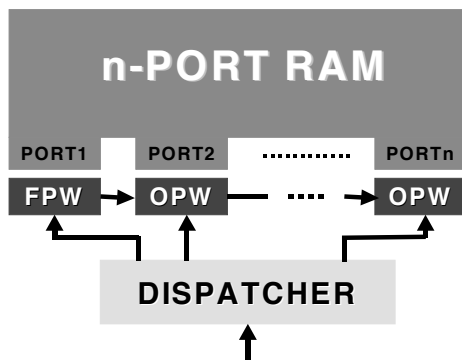 n-PORT RAM
PORT1 PORT2 PORTn
FPW OPW OPW
DISPATCHER